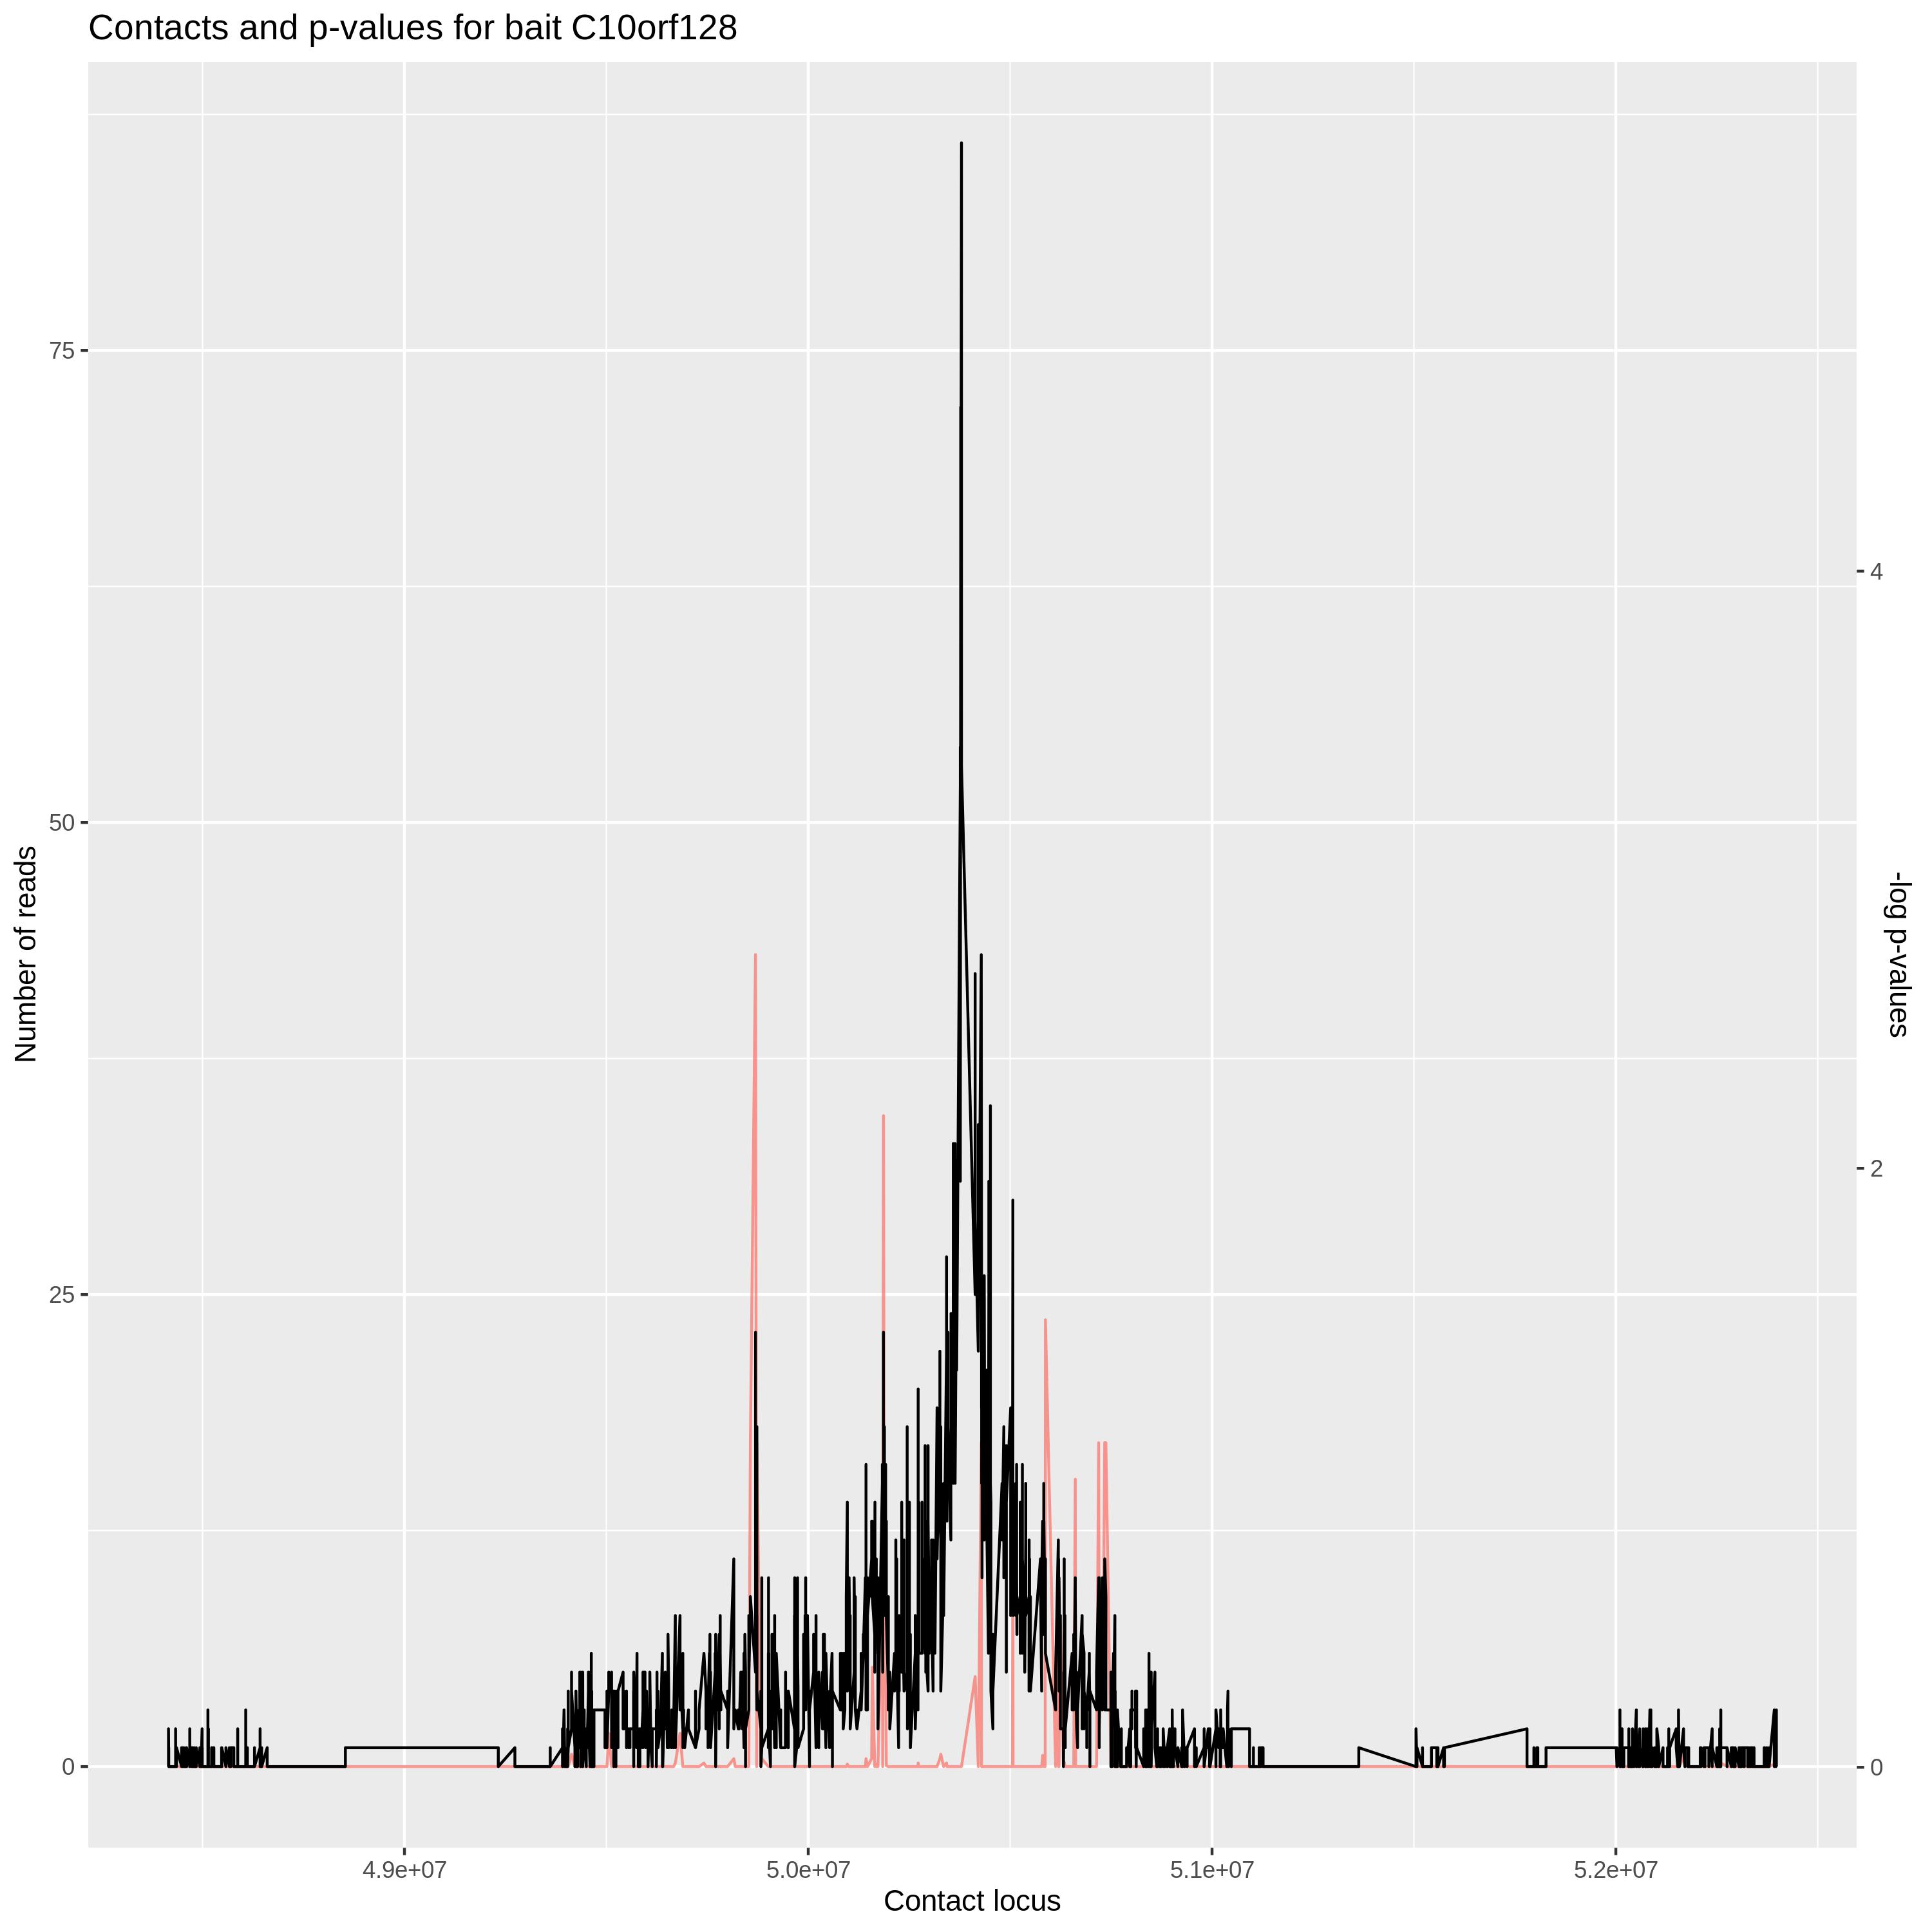 Contacts and p-values for bait C10orf128
75
50
25
0
4
2
0
Number of reads
-log p-values
4.9e+07
5.0e+07
5.1e+07
5.2e+07
Contact locus